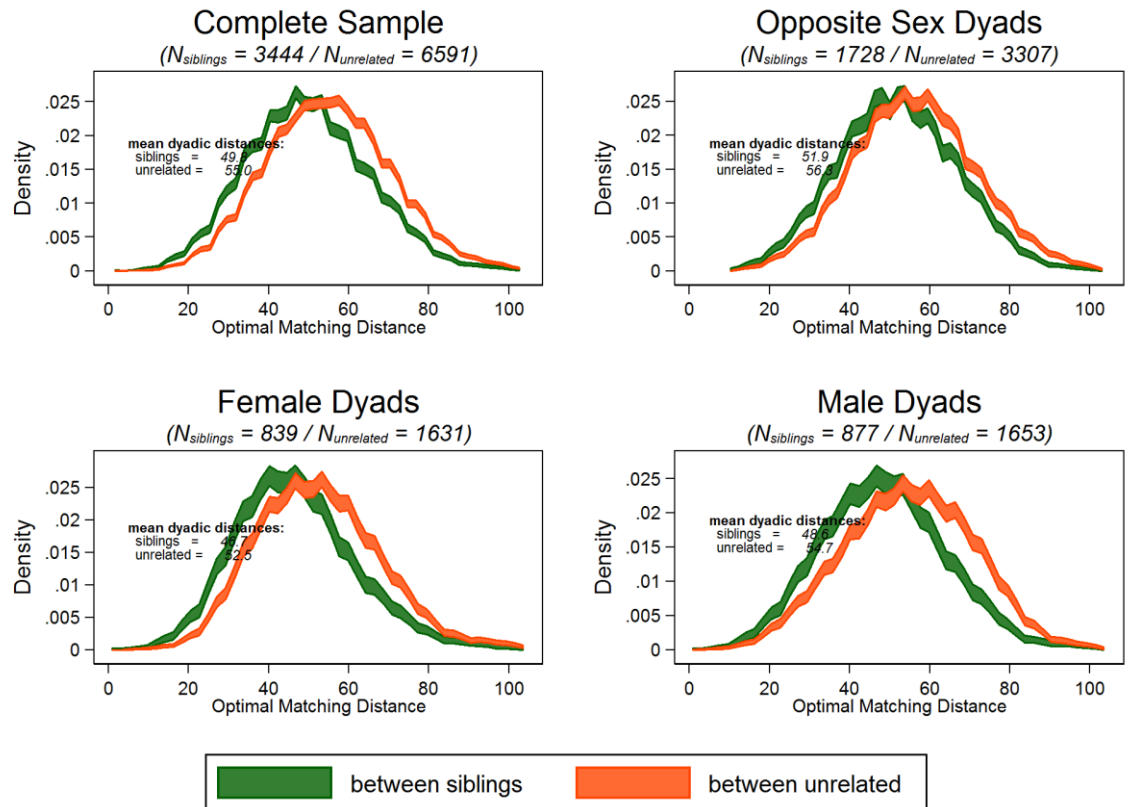 Complete Sample
(Nsiblings = 3444 / Nunrelated = 6591)
.025
.02
.015
.01
.005
0
Density
mean dyadic distances:
siblings =
unrelated = 55.0
0 20 40 60 80 100
Optimal Matching Distance
Opposite Sex Dyads
(Nsiblings = 1728 / Nunrelated = 3307)
.025
.02
.015
.01
.005
0
Density
mean dyadic distances:
siblings = 51.9
unrelated = 56.3
0 20 40 60 80 100
Optimal Matching Distance
Female Dyads
(Nsiblings = 839 / Nunrelated = 1631)
.025
.02
.015
.01
.005
0
Density
mean dyadic distances:
siblings = 46.7
unrelated = 52.5
0 20 40 60 80 100
Optimal Matching Distance
Male Dyads
(Nsiblings = 877 / Nunrelated = 1653)
.025
.02
.015
.01
.005
0
Density
mean dyadic distances:
siblings = 48.6
unrelated = 54.7
0 20 40 60 80 100
Optimal Matching Distance
between siblings
between unrelated